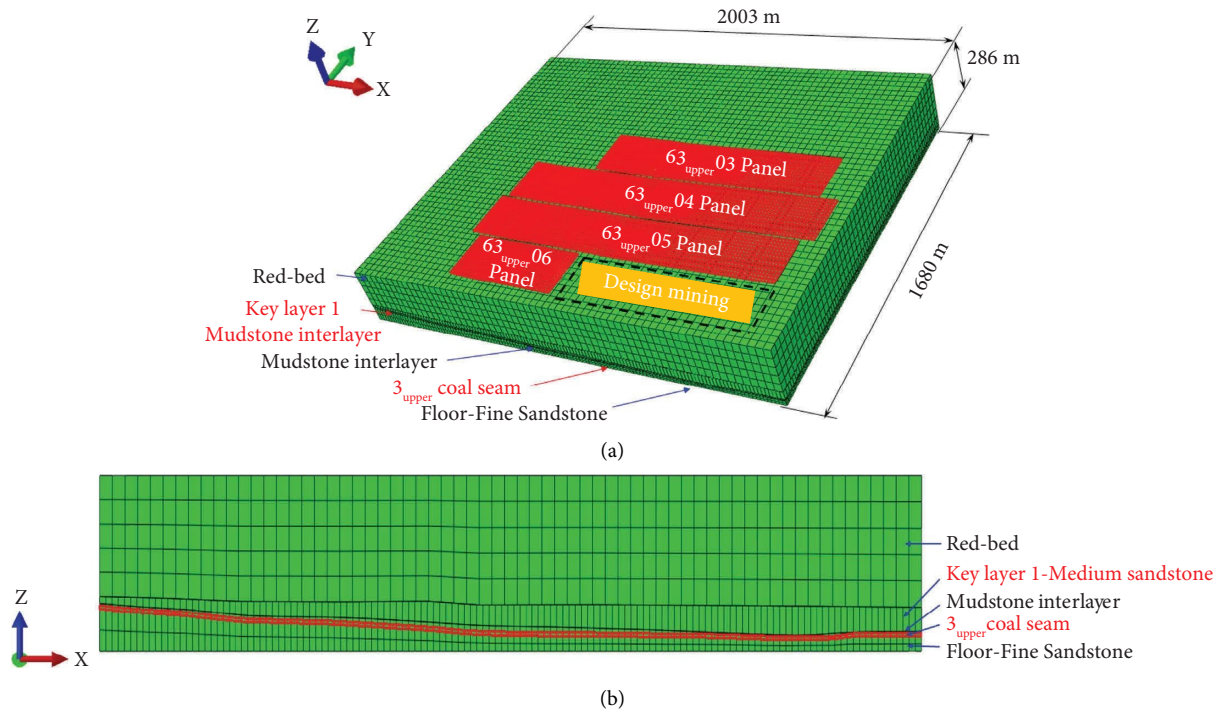 2003 m
286 m
1680 m
Z
Y
X
63upper03 Panel
63upper04 Panel
63upper05 Panel
63upper06
Panel
Design mining
Red-bed
Key layer 1
Mudstone interlayer
Mudstone interlayer
3upper coal seam
Floor-Fine Sandstone
(a)
Red-bed
Key layer 1-Medium sandstone
Mudstone interlayer
3upper coal seam
Floor-Fine Sandstone
Z
X
(b)